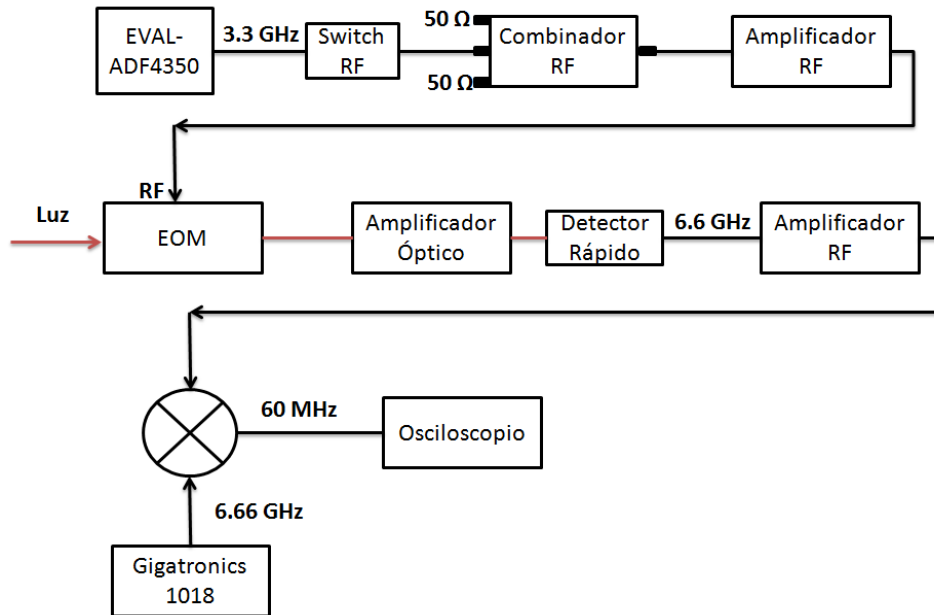 EVAL-
ADF4350
3.3 GHz
Switch
RF
50 Ω
50 Ω
Combinador
RF
Amplificador
RF
Luz
RF
EOM
Amplificador
Óptico
Detector
Rápido
6.6 GHz
Amplificador
RF
60 MHz
Osciloscopio
6.66 GHz
Gigatronics
1018